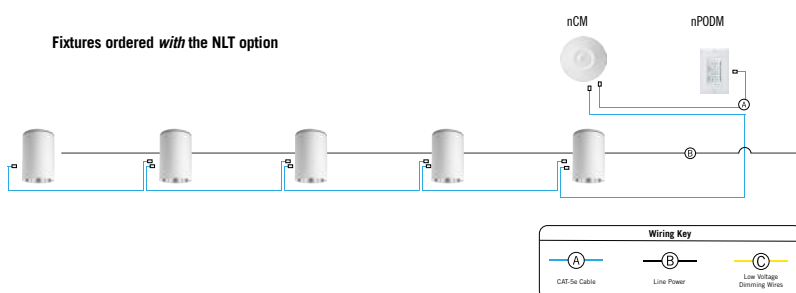 nCM
nPODM
Fixtures ordered with the NLT option
A
B
Wiring Key
A
B
C
CAT-5e Cable
Line Power
Low Voltage
Dimming Wires